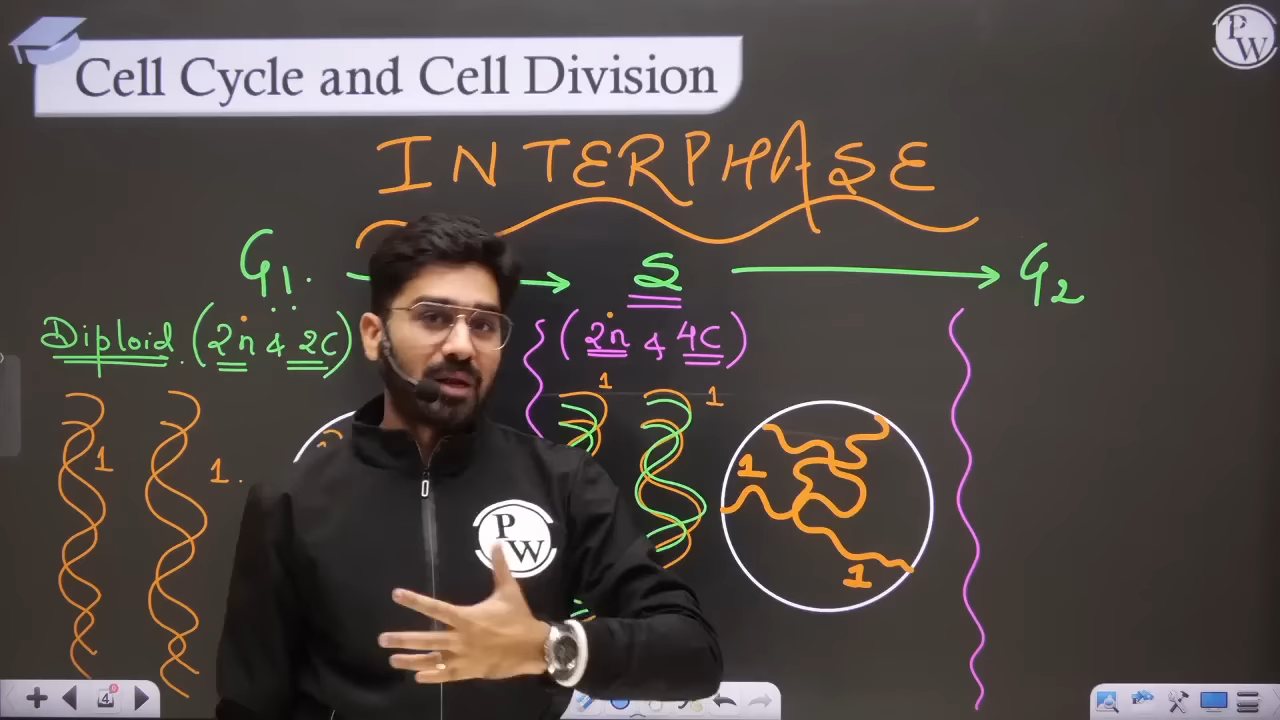 PW
Cell Cycle and Cell Division
INTERPHASE
G1. → S → G2
Diploid. (2n & 2C) (2n & 4C)
1 1
1 1.
1
1
PW
4